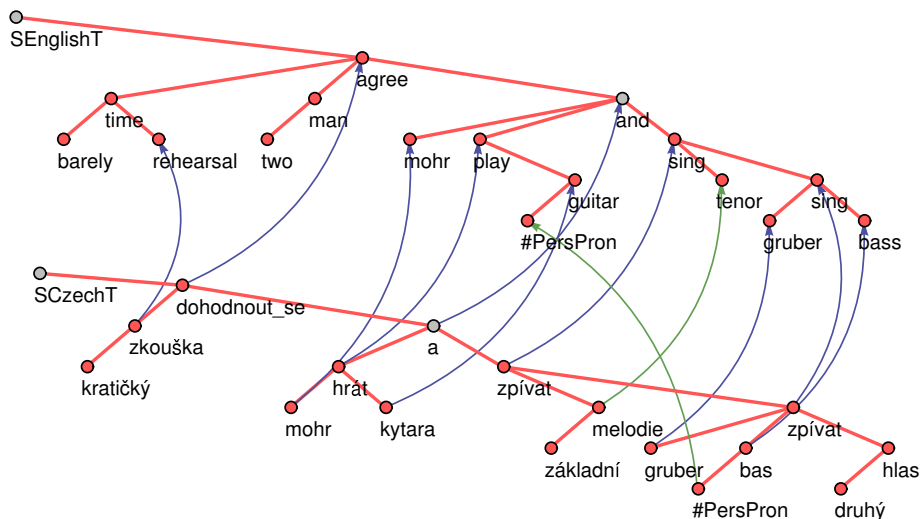 SEnglishT
agree
time man and
barely rehearsal two mohr play sing
guitar tenor sing
#PersPron gruber bass
SCzechT
dohodnout_se
zkouška a
kratičký hrát zpívat
mohr kytara melodie zpívat
základní gruber bas hlas
#PersPron druhý